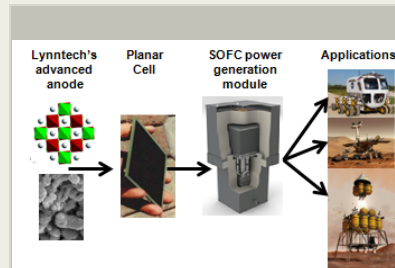 Lynntech's
advanced
anode
Planar
Cell
SOFC power
generation
module
Applications